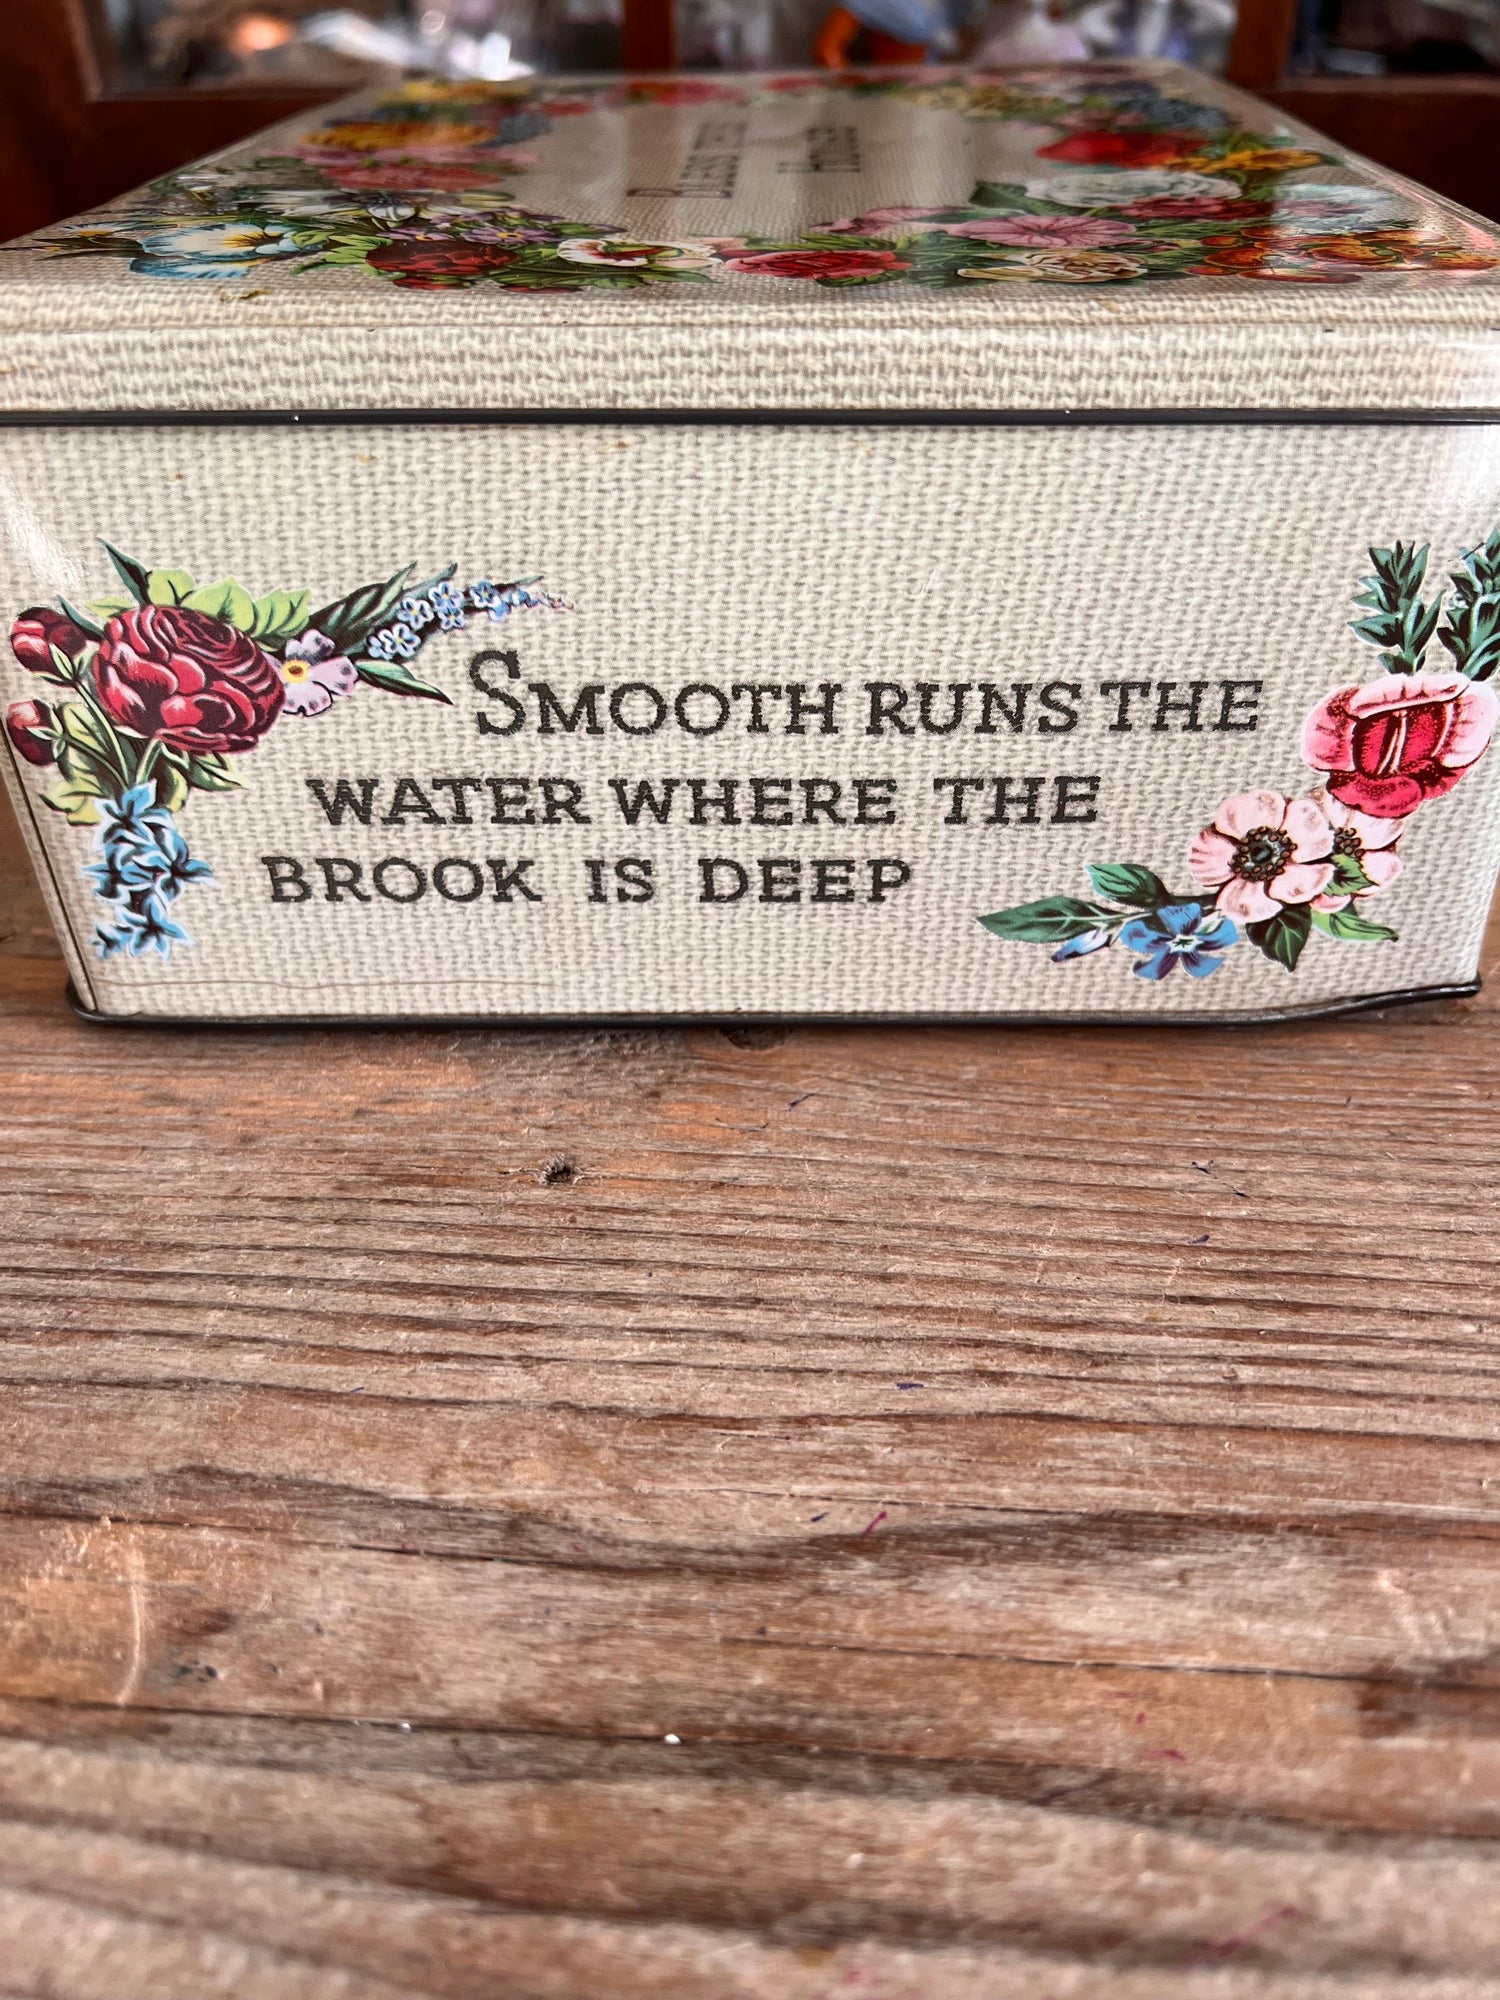 SMOOTH RUNS THE
WATER WHERE THE
BROOK IS DEEP